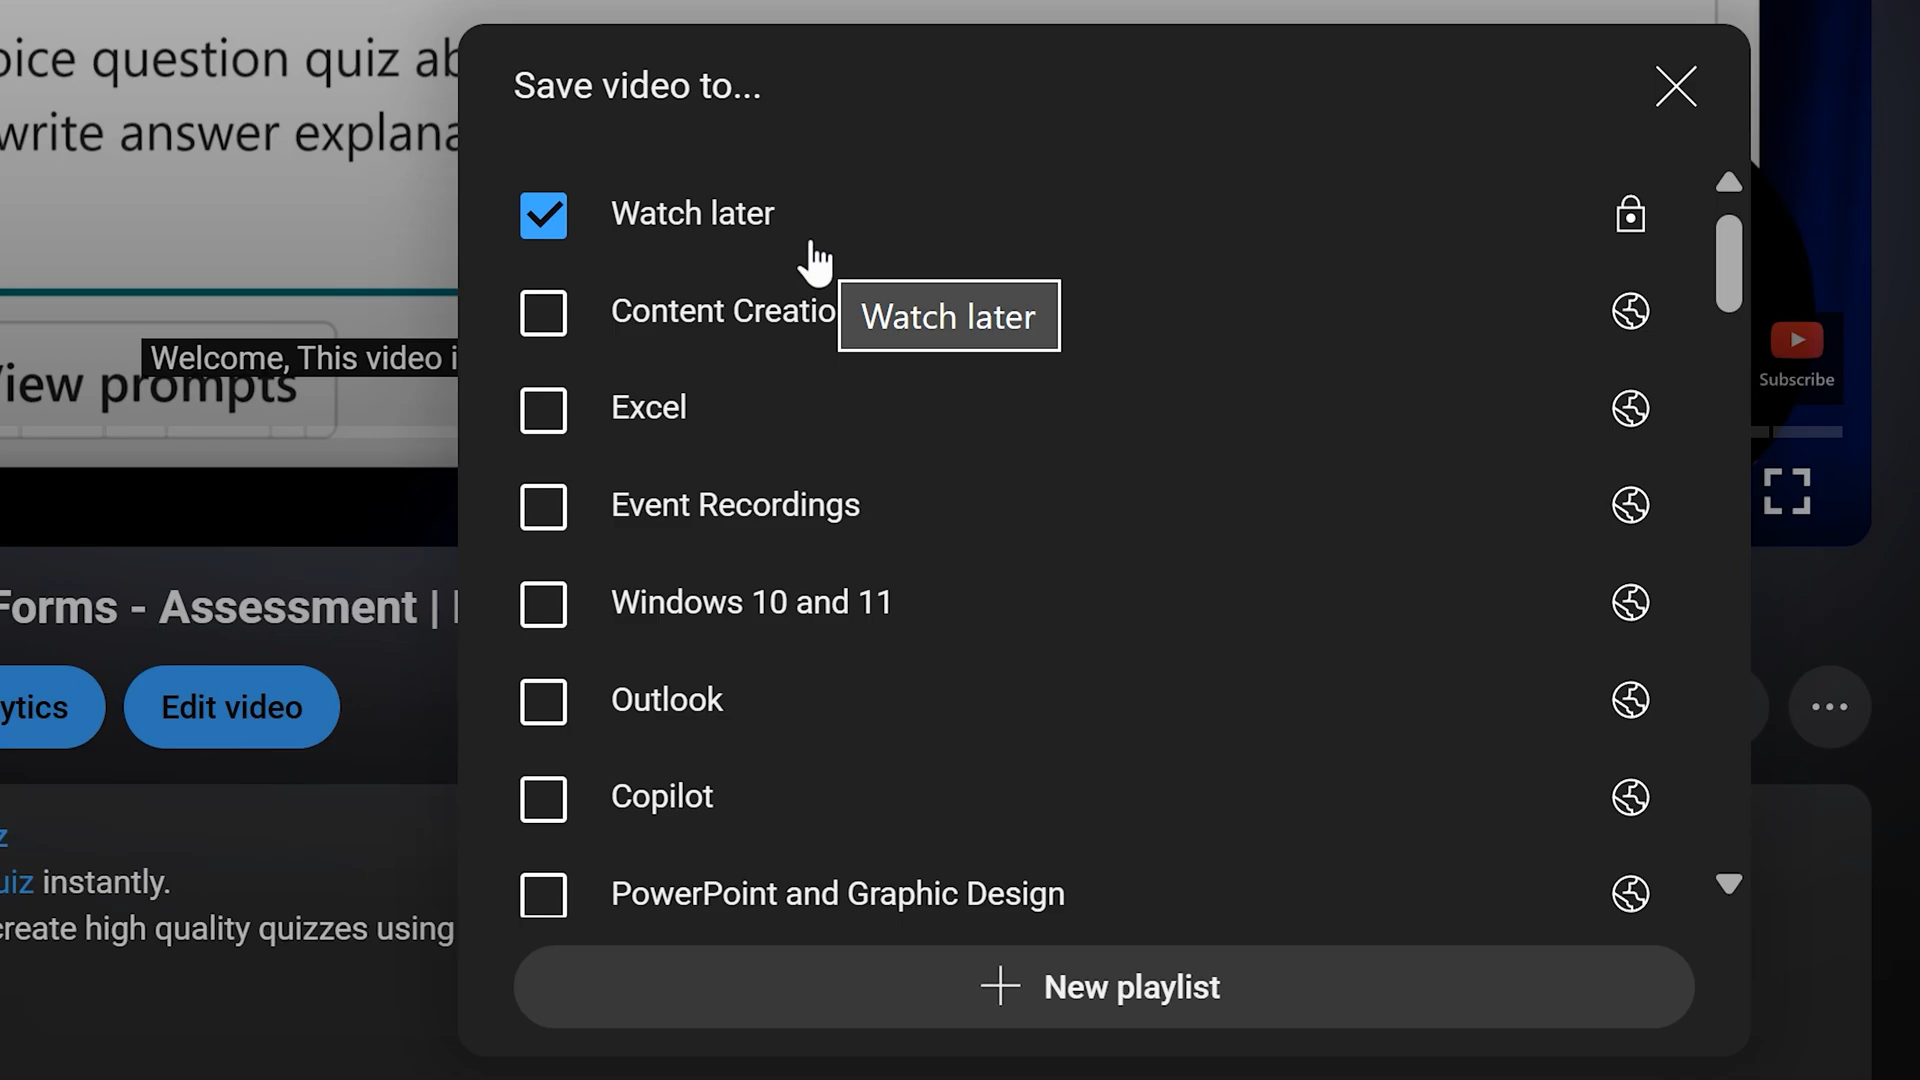 oice question quiz ab
write answer explana
Welcome, This video i
iew prompts
Forms - Assessment |
ytics
Edit video
uiz instantly.
create high quality quizzes using
Save video to...
Watch later
Content Creatio
Watch later
Excel
Event Recordings
Windows 10 and 11
Outlook
Copilot
PowerPoint and Graphic Design
New playlist
Subscribe